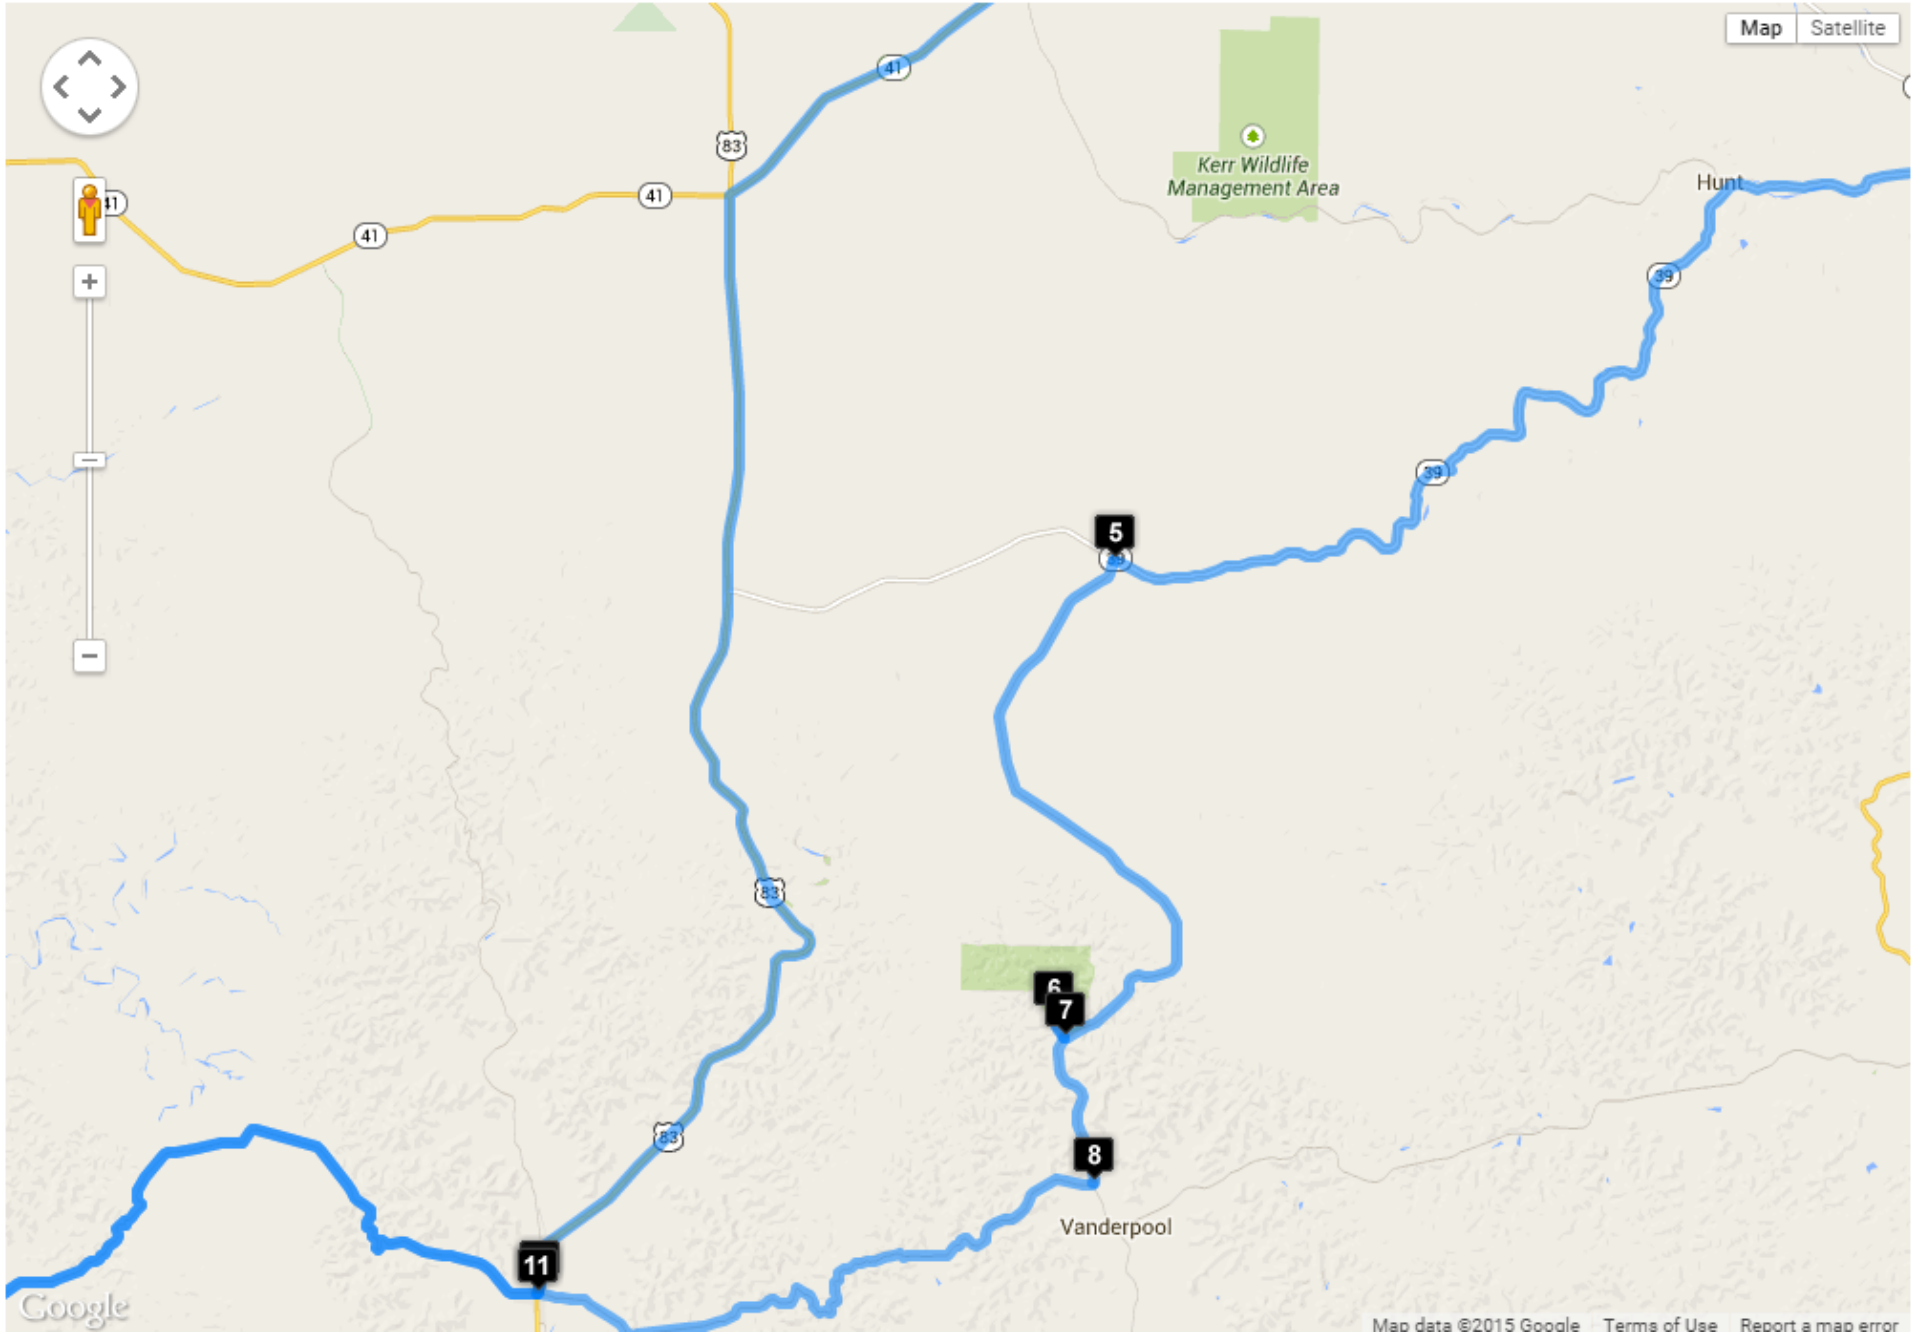 Map Satellite
41
83
Kerr Wildlife
Management Area
Hunt
41
41
41
39
39
5
39
83
6
7
83
8
Vanderpool
11
Google
Map data ©2015 Google Terms of Use Report a map error